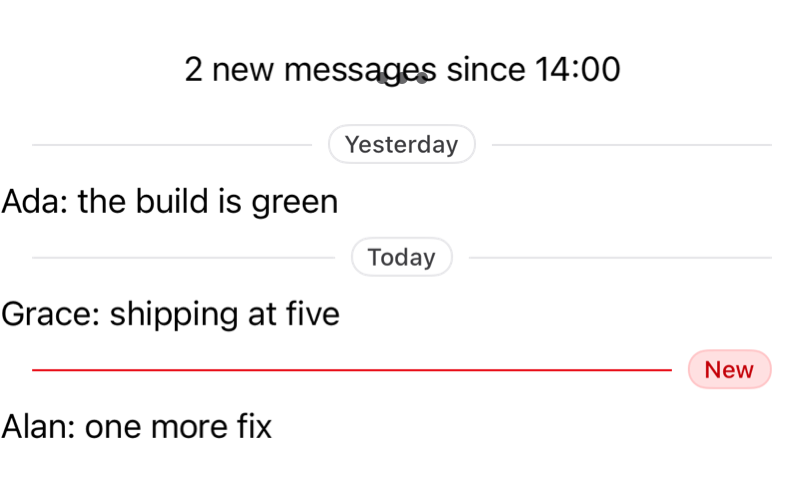 2 new messages since 14:00
Yesterday
Ada: the build is green
Today
Grace: shipping at five
New
Alan: one more fix